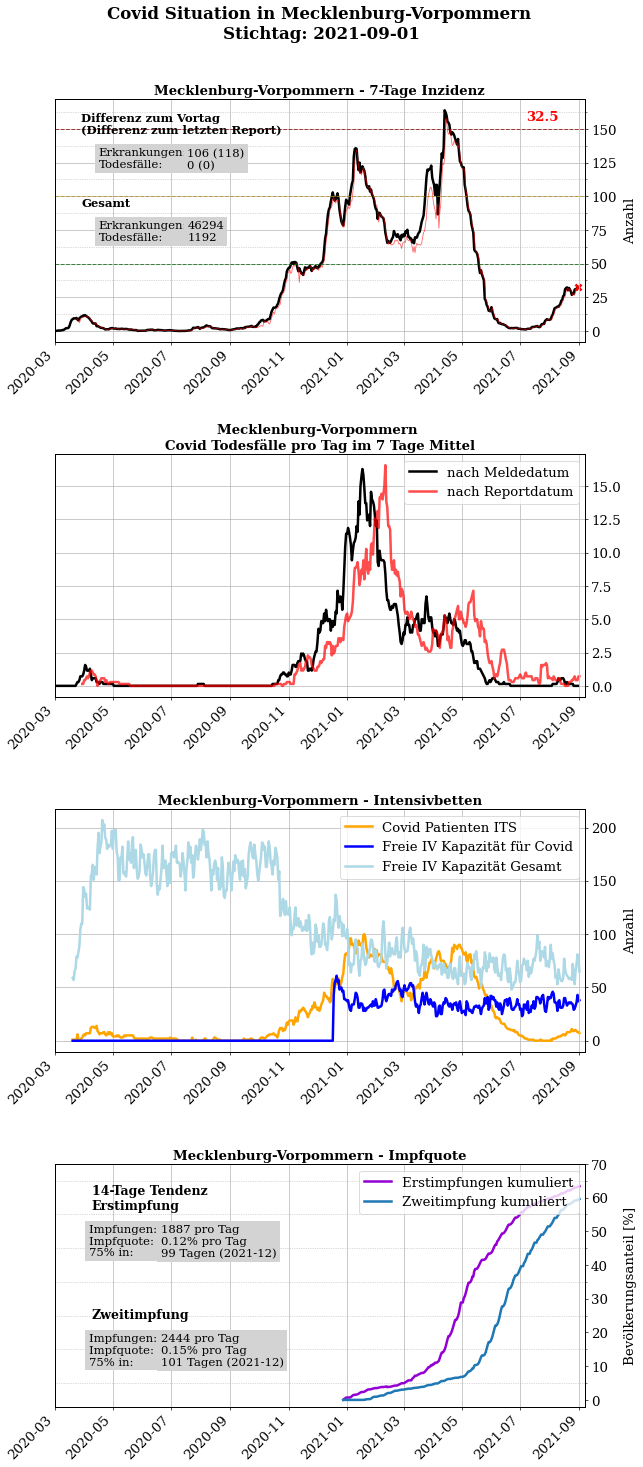 Covid Situation in Mecklenburg-Vorpommern
Stichtag: 2021-09-01
Mecklenburg-Vorpommern - 7-Tage Inzidenz
Differenz zum Vortag
(Differenz zum letzten Report)
Erkrankungen 106 (118)
Todesfälle: 0 (0)
Gesamt
Erkrankungen 46294
Todesfälle: 1192
32.5
150
125
100
75
50
25
0
Anzahl
2020-03
2020-05
2020-07
2020-09
2020-11
2021-01
2021-03
2021-05
2021-07
2021-09
Mecklenburg-Vorpommern
Covid Todesfälle pro Tag im 7 Tage Mittel
nach Meldedatum
nach Reportdatum
15.0
12.5
10.0
7.5
5.0
2.5
0.0
2020-03
2020-05
2020-07
2020-09
2020-11
2021-01
2021-03
2021-05
2021-07
2021-09
Mecklenburg-Vorpommern - Intensivbetten
Covid Patienten ITS
Freie IV Kapazität für Covid
Freie IV Kapazität Gesamt
200
150
100
50
0
Anzahl
2020-03
2020-05
2020-07
2020-09
2020-11
2021-01
2021-03
2021-05
2021-07
2021-09
Mecklenburg-Vorpommern - Impfquote
14-Tage Tendenz
Erstimpfung
Impfungen: 1887 pro Tag
Impfquote: 0.12% pro Tag
75% in: 99 Tagen (2021-12)
Zweitimpfung
Impfungen: 2444 pro Tag
Impfquote: 0.15% pro Tag
75% in: 101 Tagen (2021-12)
Erstimpfungen kumuliert
Zweitimpfung kumuliert
70
60
50
40
30
20
10
0
Bevölkerungsanteil [%]
2020-03
2020-05
2020-07
2020-09
2020-11
2021-01
2021-03
2021-05
2021-07
2021-09